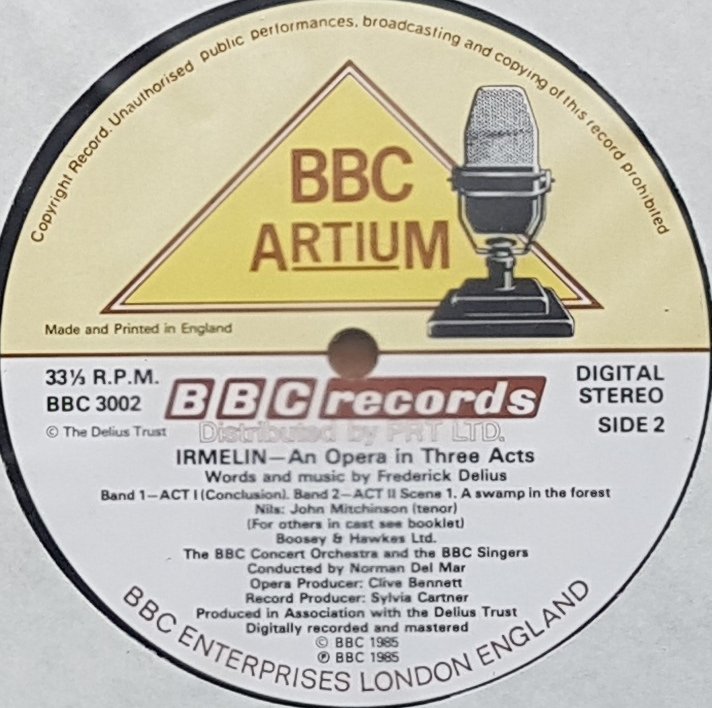 Copyright Record. Unauthorised public performances, broadcasting and copying of this record prohibited
BBC
ARTIUM
Made and Printed in England
33⅓ R.P.M.
BBC 3002
© The Delius Trust
BBC records
Distributed by PRT LTD.
DIGITAL
STEREO
SIDE 2
IRMELIN—An Opera in Three Acts
Words and music by Frederick Delius
Band 1—ACT I (Conclusion). Band 2—ACT II Scene 1. A swamp in the forest
Nils: John Mitchinson (tenor)
(For others in cast see booklet)
Boosey & Hawkes Ltd.
The BBC Concert Orchestra and the BBC Singers
Conducted by Norman Del Mar
Opera Producer: Clive Bennett
Record Producer: Sylvia Cartner
Produced in Association with the Delius Trust
Digitally recorded and mastered
© BBC 1985
℗ BBC 1985
BBC ENTERPRISES LONDON ENGLAND